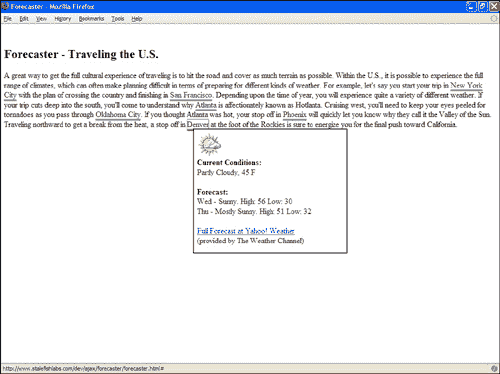 Forecaster - Mozilla Firefox
File Edit View History Bookmarks Tools Help
Forecaster - Traveling the U.S.
A great way to get the full cultural experience of traveling is to hit the road and cover as much terrain as possible. Within the U.S., it is possible to experience the full
range of climates, which can often make planning difficult in terms of preparing for different kinds of weather. For example, let's say you start your trip in New York
City with the plan of crossing the country and finishing in San Francisco. Depending upon the time of year, you will experience quite a variety of different weather. If
your trip cuts deep into the south, you'll come to understand why Atlanta is affectionately known as Hotlanta. Cruising west, you'll need to keep your eyes peeled for
tornadoes as you pass through Oklahoma City. If you thought Atlanta was hot, your stop off in Phoenix will quickly let you know why they call it the Valley of the Sun.
Traveling northward to get a break from the heat, a stop off in Denver at the foot of the Rockies is sure to energize you for the final push toward California.
Current Conditions:
Partly Cloudy, 45 F
Forecast:
Wed - Sunny. High: 56 Low: 30
Thu - Mostly Sunny. High: 51 Low: 32
Full Forecast at Yahoo! Weather
(provided by The Weather Channel)
http://www.stalefishlabs.com/dev/ajax/forecaster/forecaster.html#